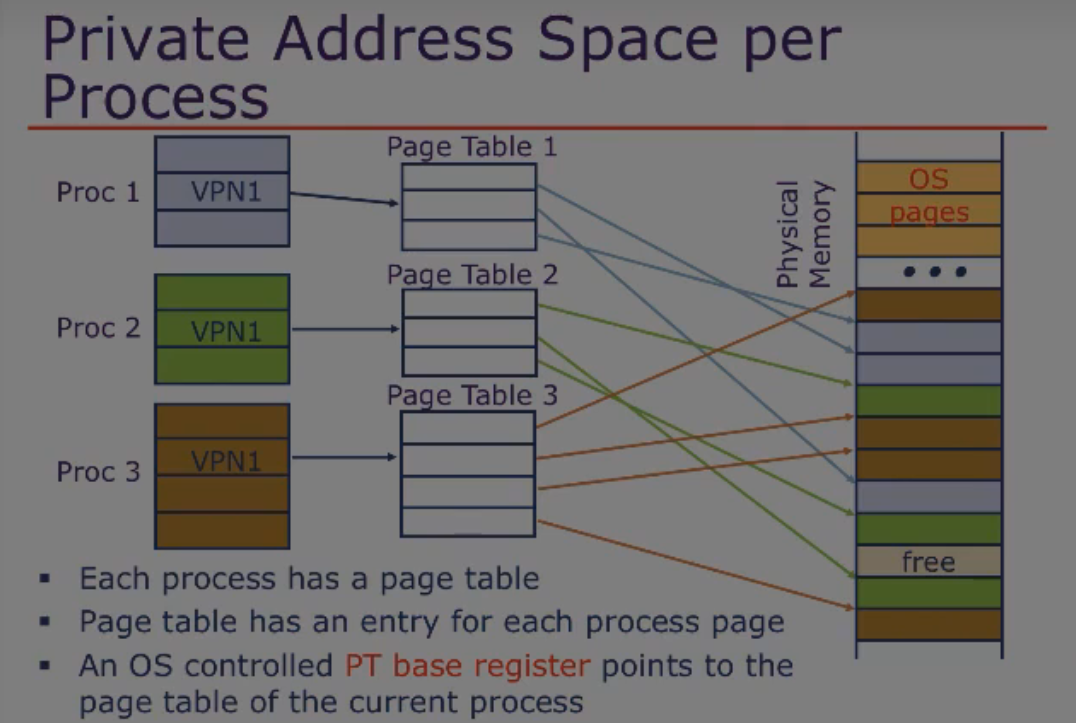 Private Address Space per
Process
Proc 1
VPN1
Page Table 1
Proc 2
VPN1
Page Table 2
Proc 3
VPN1
Page Table 3
Physical
Memory
OS
pages
free
▪ Each process has a page table
▪ Page table has an entry for each process page
▪ An OS controlled PT base register points to the
page table of the current process